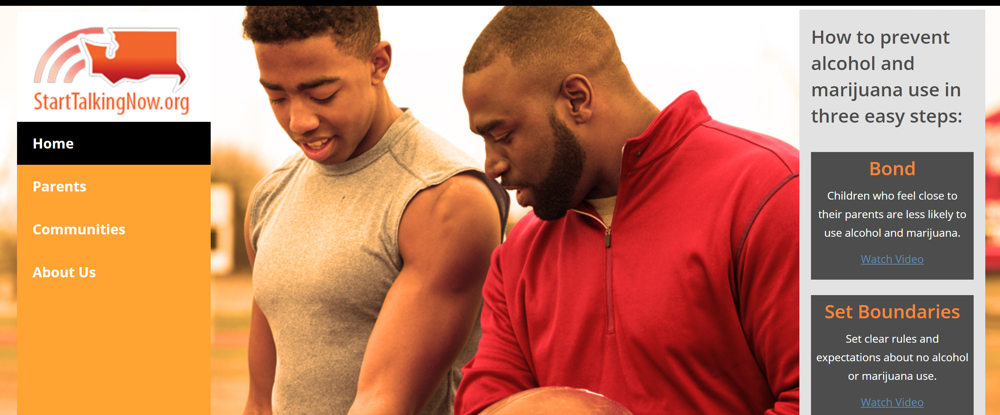 StartTalkingNow.org
Home
Parents
Communities
About Us
How to prevent
alcohol and
marijuana use in
three easy steps:
Bond
Children who feel close to
their parents are less likely to
use alcohol and marijuana.
Watch Video
Set Boundaries
Set clear rules and
expectations about no alcohol
or marijuana use.
Watch Video